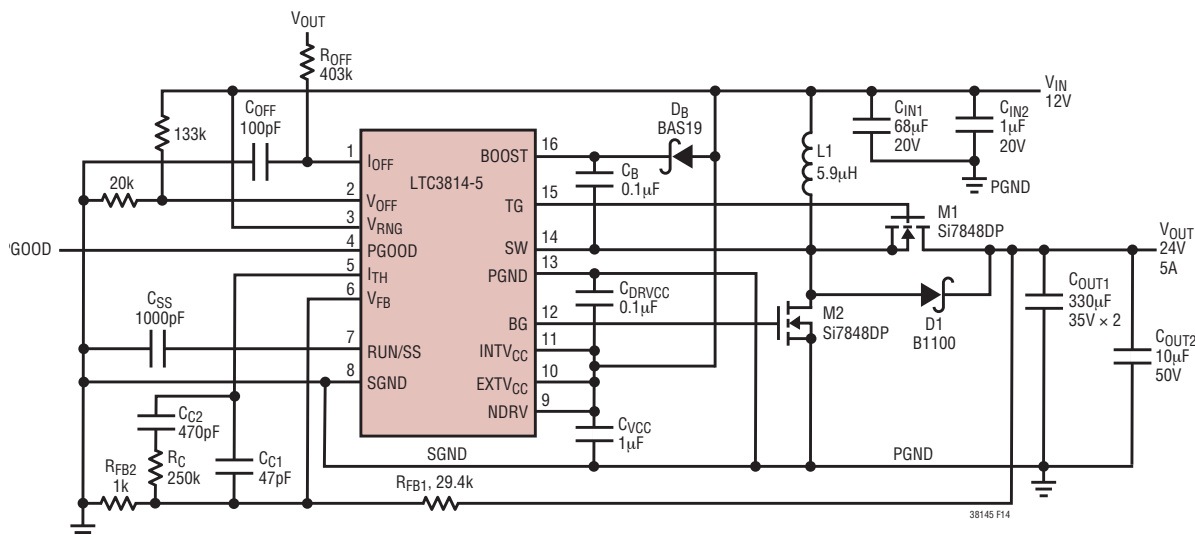 VOUT
ROFF
403k
VIN
12V
COFF
100pF
DB
BAS19
CIN1
68µF
20V
CIN2
1µF
20V
133k
1
IOFF
BOOST
16
L1
5.9µH
LTC3814-5
CB
0.1µF
PGND
20k
2
VOFF
TG
15
M1
Si7848DP
3
VRNG
VOUT
24V
5A
PGOOD
4
PGOOD
SW
14
5
ITH
PGND
13
6
VFB
CDRVCC
0.1µF
COUT1
330µF
35V × 2
CSS
1000pF
BG
12
M2
Si7848DP
D1
B1100
7
RUN/SS
INTVCC
11
COUT2
10µF
50V
8
SGND
EXTVCC
10
NDRV
9
CC2
470pF
CVCC
1µF
SGND
PGND
RC
250k
CC1
47pF
RFB2
1k
RFB1, 29.4k
38145 F14